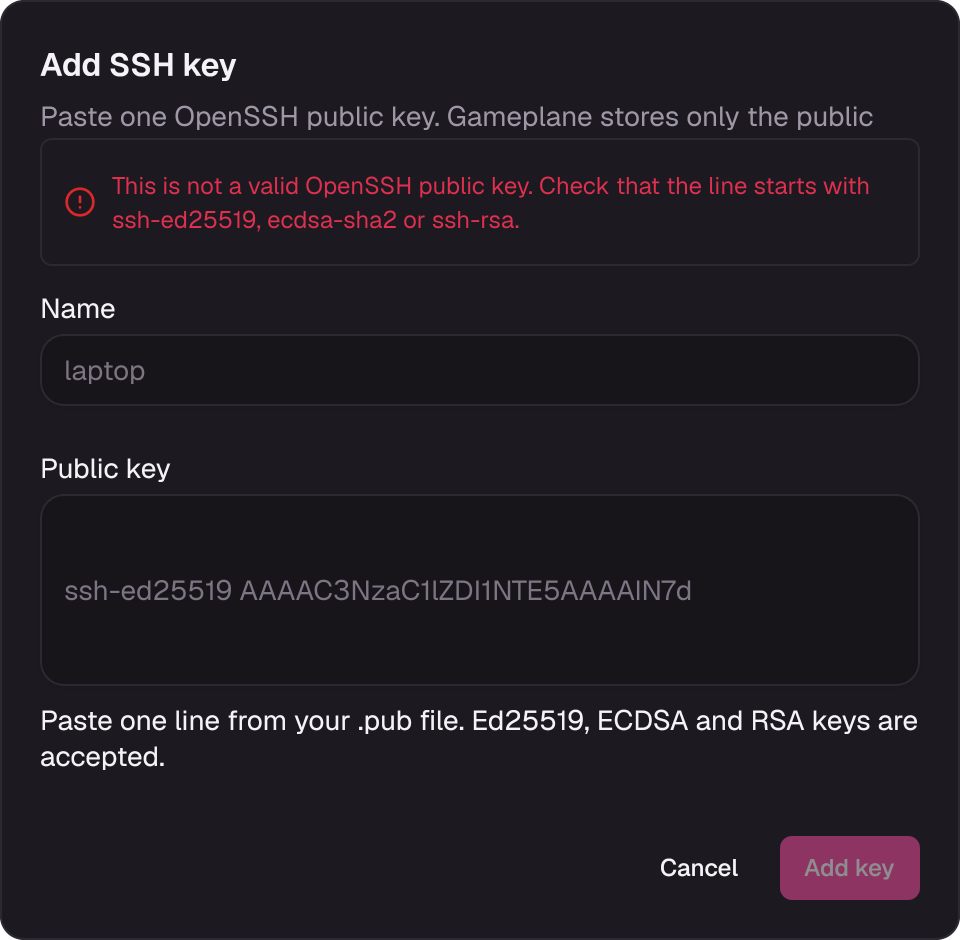 Add SSH key
Paste one OpenSSH public key. Gameplane stores only the public
This is not a valid OpenSSH public key. Check that the line starts with
ssh-ed25519, ecdsa-sha2 or ssh-rsa.
Name
laptop
Public key
ssh-ed25519 AAAAC3NzaC1lZDI1NTE5AAAAIN7d
Paste one line from your .pub file. Ed25519, ECDSA and RSA keys are
accepted.
Cancel
Add key